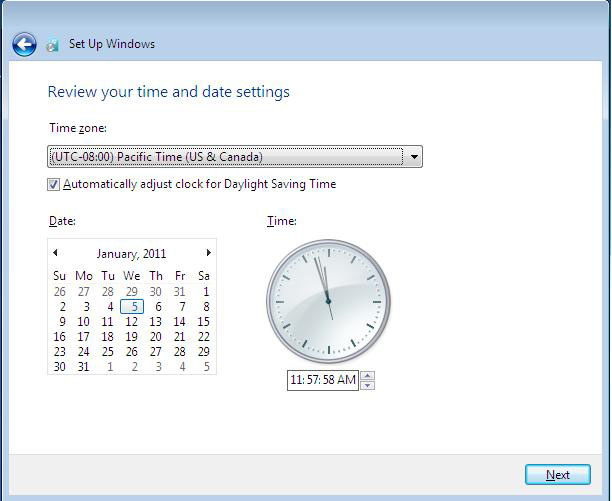 Set Up Windows
Review your time and date settings
Time zone:
(UTC-08:00) Pacific Time (US & Canada)
Automatically adjust clock for Daylight Saving Time
Date:
January, 2011
Su Mo Tu We Th Fr Sa
26 27 28 29 30 31 1
2 3 4 5 6 7 8
9 10 11 12 13 14 15
16 17 18 19 20 21 22
23 24 25 26 27 28 29
30 31 1 2 3 4 5
Time:
11:57:58 AM
Next